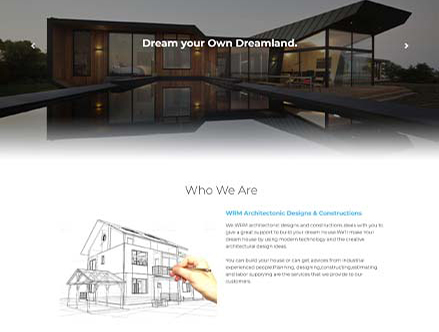 Dream your Own Dreamland.
Who We Are
WRM Architectonic Designs & Constructions
We WRM architectonic designs and constructions deals with you to
give a great support to build your dream house.We'll make Your
dream house by using modern technology and the creative
architectural design ideas.
You can build your house or can get advices from industrial
experienced people.Planning, designing,constructing,estimating
and labor supplying are the services that we provide to our
customers.